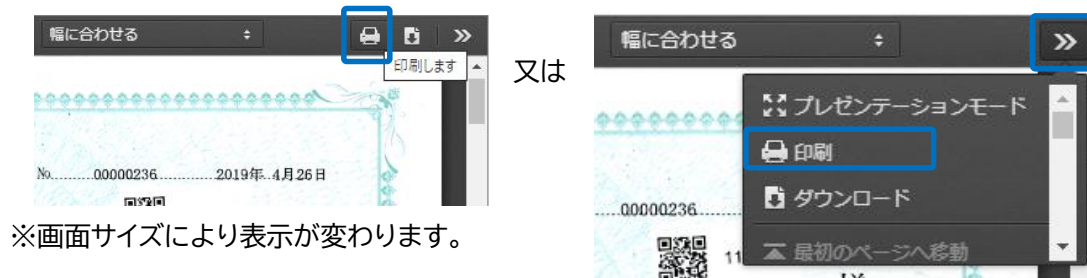 幅に合わせる
印刷します
No. 00000236 2019年 4月26日
※画面サイズにより表示が変わります。
又は
幅に合わせる
プレゼンテーションモード
印刷
ダウンロード
最初のページへ移動
00000236
11